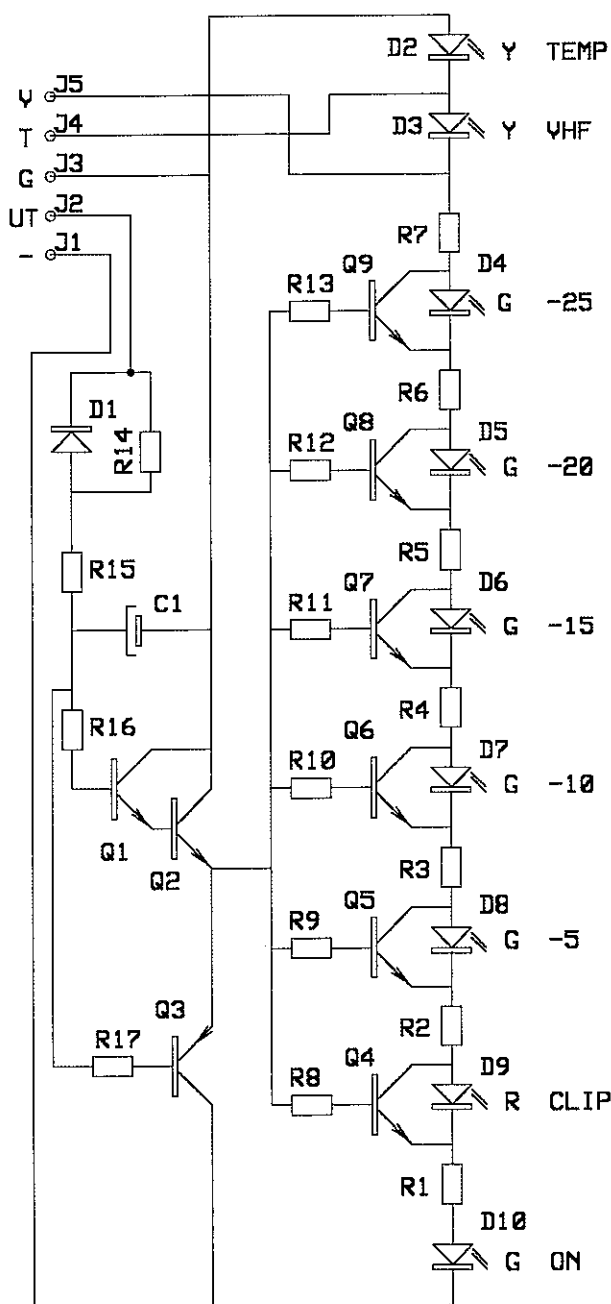 D2 Y TEMP
V J5
T J4
D3 Y VHF
G J3
UT J2
- J1
R7
Q9 D4
R13 G -25
R6
D1 R14
Q8 D5
R12 G -20
R5
R15
Q7 D6
C1 R11 G -15
R4
R16
Q6 D7
R10 G -10
Q1
Q2
R3
Q5 D8
R9 G -5
Q3
R2
R17
Q4 D9
R8 R CLIP
R1
D10
G ON